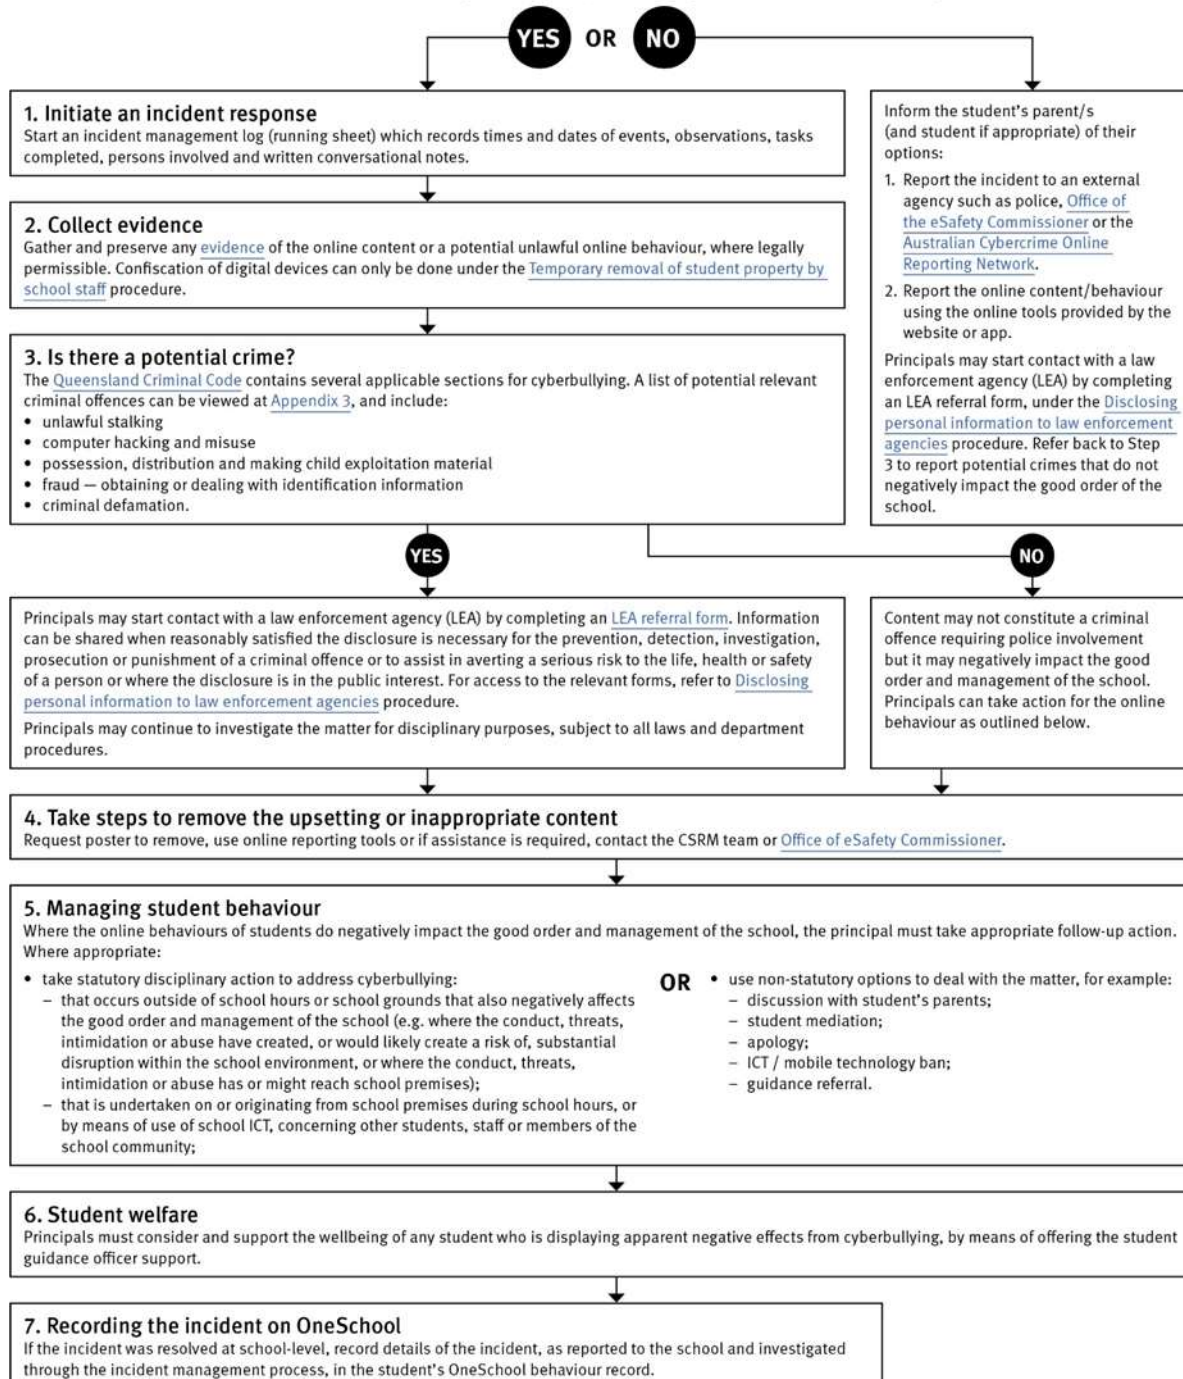 YES OR NO
1. Initiate an incident response
Start an incident management log (running sheet) which records times and dates of events, observations, tasks
completed, persons involved and written conversational notes.
2. Collect evidence
Gather and preserve any evidence of the online content or a potential unlawful online behaviour, where legally
permissible. Confiscation of digital devices can only be done under the Temporary removal of student property by
school staff procedure.
3. Is there a potential crime?
The Queensland Criminal Code contains several applicable sections for cyberbullying. A list of potential relevant
criminal offences can be viewed at Appendix 3, and include:
• unlawful stalking
• computer hacking and misuse
• possession, distribution and making child exploitation material
• fraud — obtaining or dealing with identification information
• criminal defamation.
Inform the student's parent/s
(and student if appropriate) of their
options:
1. Report the incident to an external
agency such as police, Office of
the eSafety Commissioner or the
Australian Cybercrime Online
Reporting Network.
2. Report the online content/behaviour
using the online tools provided by the
website or app.
Principals may start contact with a law
enforcement agency (LEA) by completing
an LEA referral form, under the Disclosing
personal information to law enforcement
agencies procedure. Refer back to Step
3 to report potential crimes that do not
negatively impact the good order of the
school.
YES
NO
Principals may start contact with a law enforcement agency (LEA) by completing an LEA referral form. Information
can be shared when reasonably satisfied the disclosure is necessary for the prevention, detection, investigation,
prosecution or punishment of a criminal offence or to assist in averting a serious risk to the life, health or safety
of a person or where the disclosure is in the public interest. For access to the relevant forms, refer to Disclosing
personal information to law enforcement agencies procedure.
Principals may continue to investigate the matter for disciplinary purposes, subject to all laws and department
procedures.
Content may not constitute a criminal
offence requiring police involvement
but it may negatively impact the good
order and management of the school.
Principals can take action for the online
behaviour as outlined below.
4. Take steps to remove the upsetting or inappropriate content
Request poster to remove, use online reporting tools or if assistance is required, contact the CSRM team or Office of eSafety Commissioner.
5. Managing student behaviour
Where the online behaviours of students do negatively impact the good order and management of the school, the principal must take appropriate follow-up action.
Where appropriate:
• take statutory disciplinary action to address cyberbullying:
– that occurs outside of school hours or school grounds that also negatively affects
the good order and management of the school (e.g. where the conduct, threats,
intimidation or abuse have created, or would likely create a risk of, substantial
disruption within the school environment, or where the conduct, threats,
intimidation or abuse has or might reach school premises);
– that is undertaken on or originating from school premises during school hours, or
by means of use of school ICT, concerning other students, staff or members of the
school community;
OR
• use non-statutory options to deal with the matter, for example:
– discussion with student's parents;
– student mediation;
– apology;
– ICT / mobile technology ban;
– guidance referral.
6. Student welfare
Principals must consider and support the wellbeing of any student who is displaying apparent negative effects from cyberbullying, by means of offering the student
guidance officer support.
7. Recording the incident on OneSchool
If the incident was resolved at school-level, record details of the incident, as reported to the school and investigated
through the incident management process, in the student's OneSchool behaviour record.